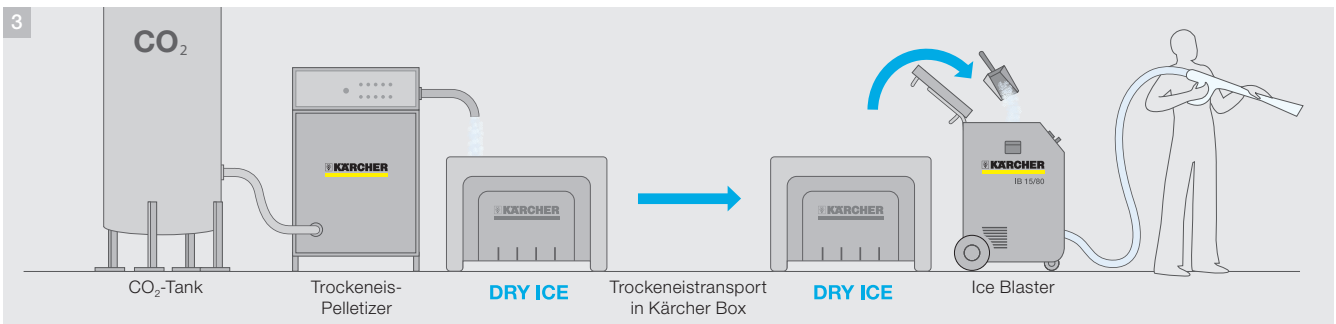 3
CO₂
KÄRCHER
KÄRCHER
KÄRCHER
KÄRCHER
IB 15/80
CO₂-Tank
Trockeneis-
Pelletizer
DRY ICE
Trockeneistransport
in Kärcher Box
DRY ICE
Ice Blaster